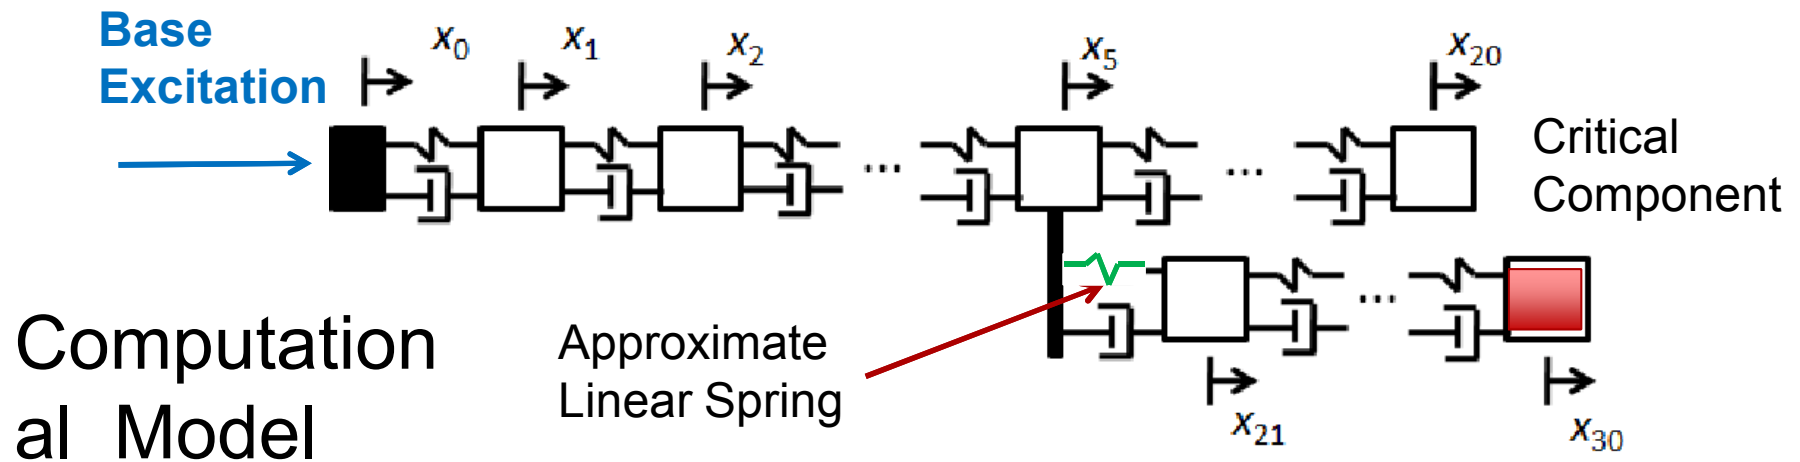 Base
Excitation
x0
x1
x2
x5
x20
...
...
Critical
Component
...
Approximate
Linear Spring
x21
x30
Computation
al Model